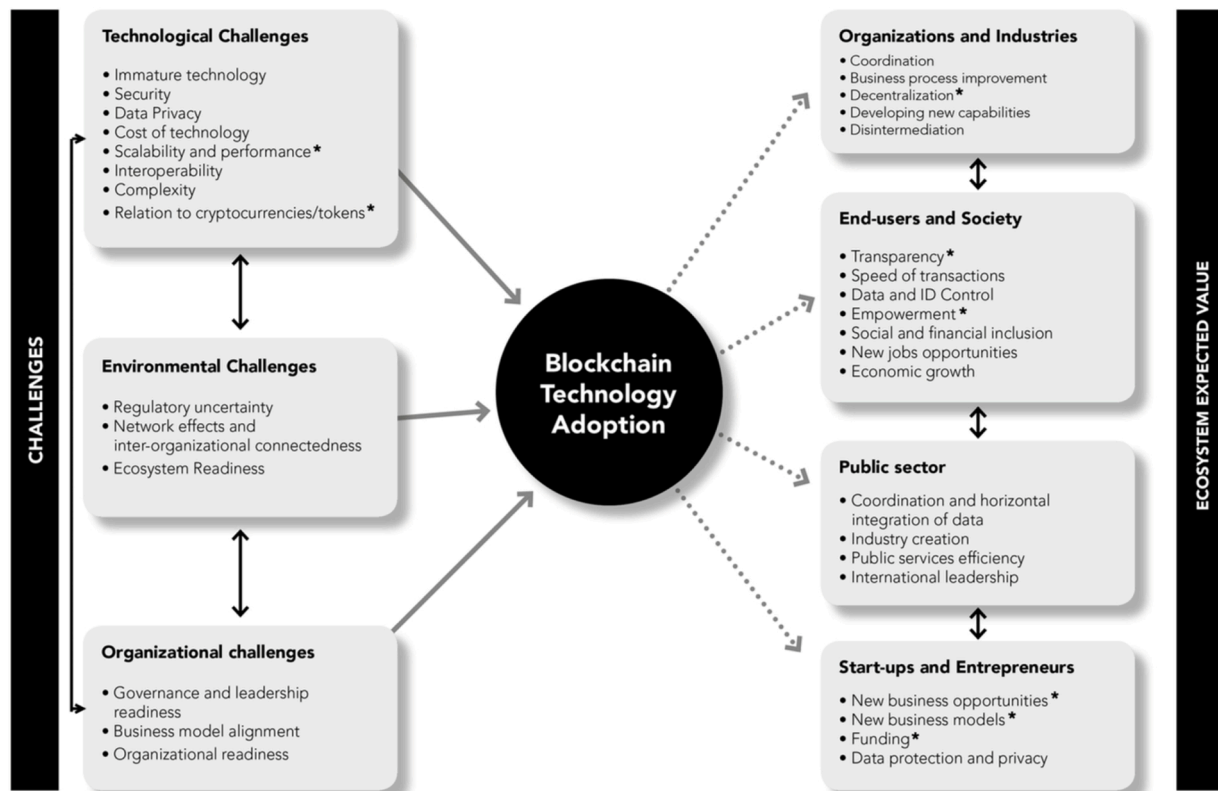 CHALLENGES
Technological Challenges
• Immature technology
• Security
• Data Privacy
• Cost of technology
• Scalability and performance*
• Interoperability
• Complexity
• Relation to cryptocurrencies/tokens*
Environmental Challenges
• Regulatory uncertainty
• Network effects and
inter-organizational connectedness
• Ecosystem Readiness
Organizational challenges
• Governance and leadership
readiness
• Business model alignment
• Organizational readiness
Blockchain
Technology
Adoption
Organizations and Industries
• Coordination
• Business process improvement
• Decentralization*
• Developing new capabilities
• Disintermediation
End-users and Society
• Transparency*
• Speed of transactions
• Data and ID Control
• Empowerment*
• Social and financial inclusion
• New jobs opportunities
• Economic growth
Public sector
• Coordination and horizontal
integration of data
• Industry creation
• Public services efficiency
• International leadership
Start-ups and Entrepreneurs
• New business opportunities*
• New business models*
• Funding*
• Data protection and privacy
ECOSYSTEM EXPECTED VALUE